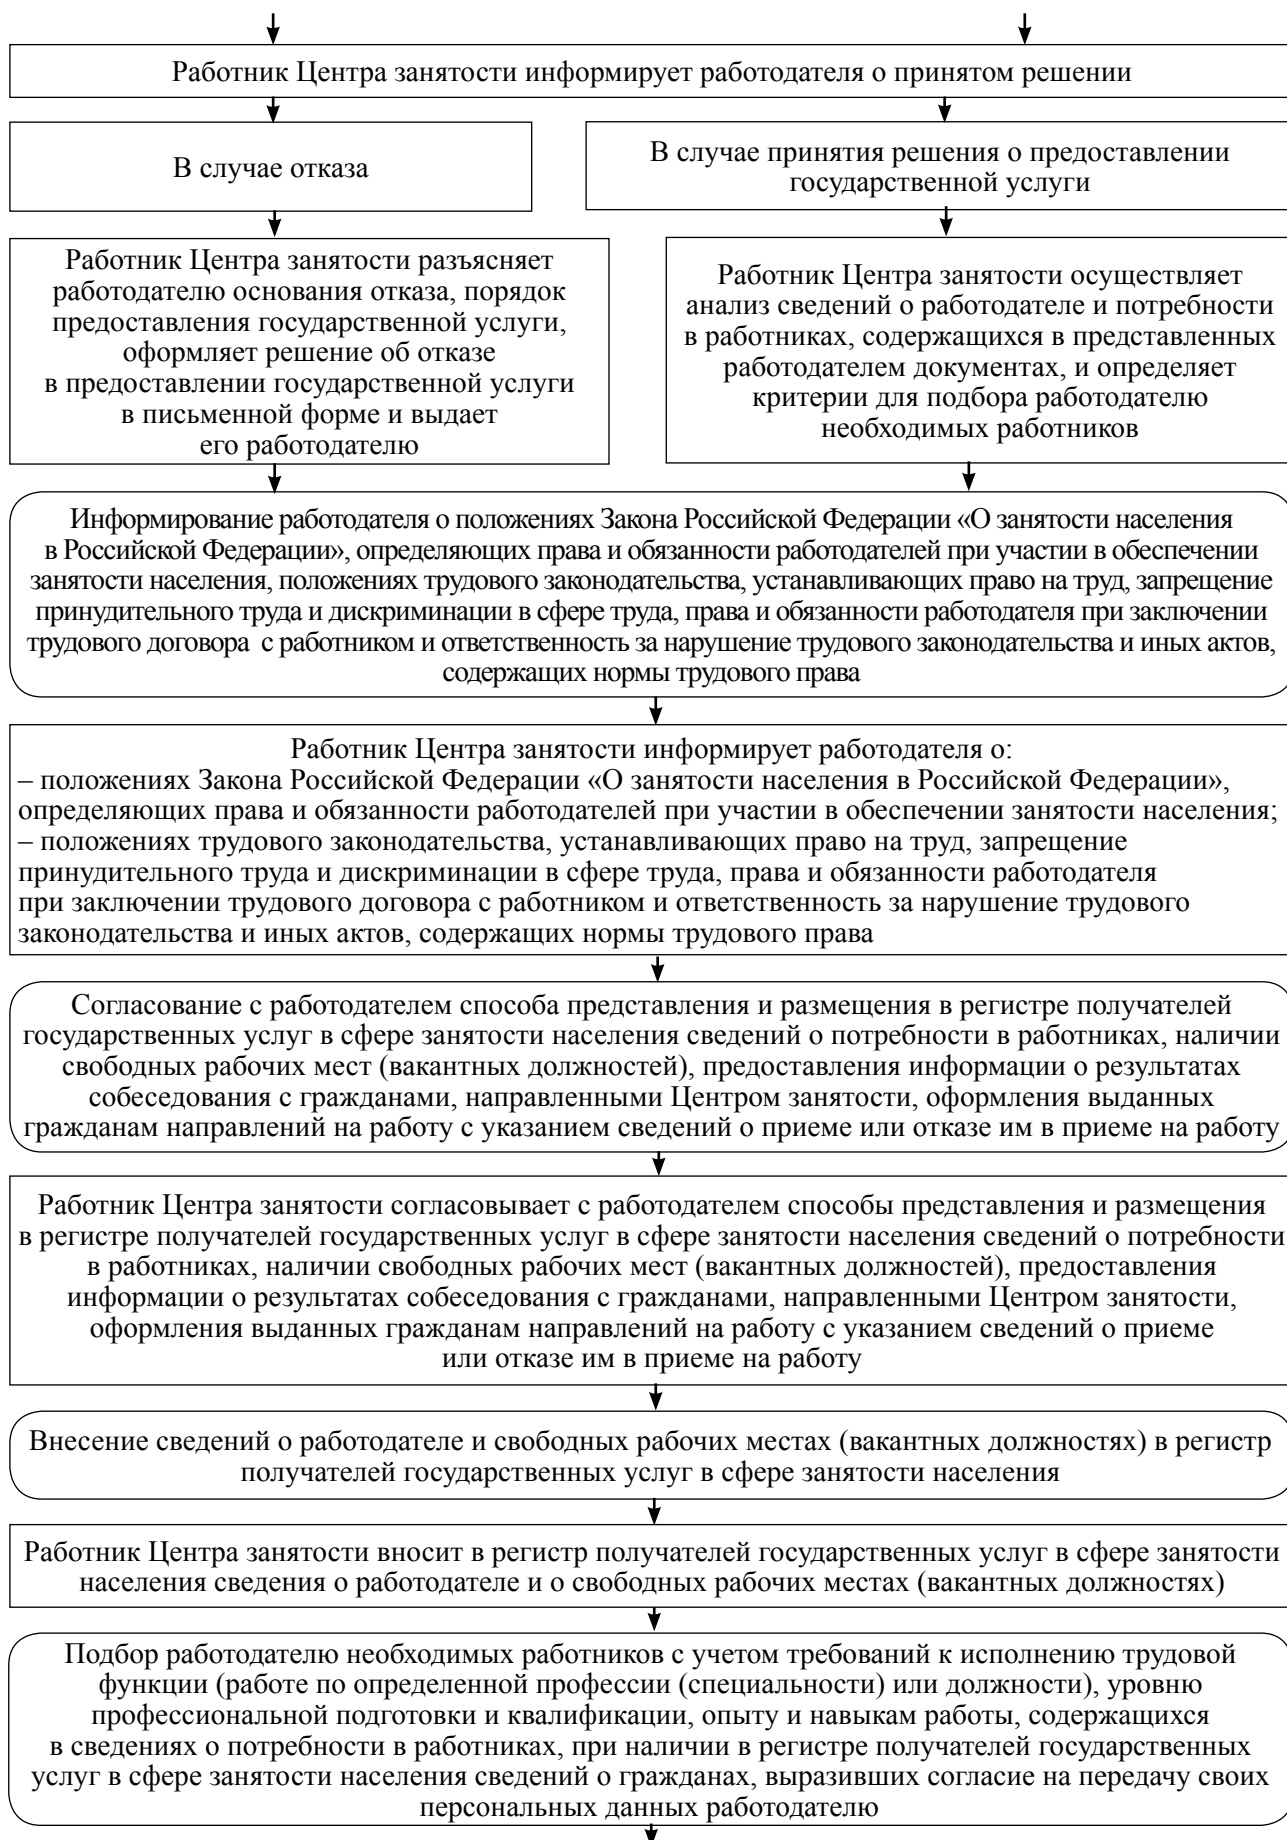 Работник Центра занятости информирует работодателя о принятом решении
В случае отказа
В случае принятия решения о предоставлении
государственной услуги
Работник Центра занятости разъясняет
работодателю основания отказа, порядок
предоставления государственной услуги,
оформляет решение об отказе
в предоставлении государственной услуги
в письменной форме и выдает
его работодателю
Работник Центра занятости осуществляет
анализ сведений о работодателе и потребности
в работниках, содержащихся в представленных
работодателем документах, и определяет
критерии для подбора работодателю
необходимых работников
Информирование работодателя о положениях Закона Российской Федерации «О занятости населения
в Российской Федерации», определяющих права и обязанности работодателей при участии в обеспечении
занятости населения, положениях трудового законодательства, устанавливающих право на труд, запрещение
принудительного труда и дискриминации в сфере труда, права и обязанности работодателя при заключении
трудового договора с работником и ответственность за нарушение трудового законодательства и иных актов,
содержащих нормы трудового права
Работник Центра занятости информирует работодателя о:
– положениях Закона Российской Федерации «О занятости населения в Российской Федерации»,
определяющих права и обязанности работодателей при участии в обеспечении занятости населения;
– положениях трудового законодательства, устанавливающих право на труд, запрещение
принудительного труда и дискриминации в сфере труда, права и обязанности работодателя
при заключении трудового договора с работником и ответственность за нарушение трудового
законодательства и иных актов, содержащих нормы трудового права
Согласование с работодателем способа представления и размещения в регистре получателей
государственных услуг в сфере занятости населения сведений о потребности в работниках, наличии
свободных рабочих мест (вакантных должностей), предоставления информации о результатах
собеседования с гражданами, направленными Центром занятости, оформления выданных
гражданам направлений на работу с указанием сведений о приеме или отказе им в приеме на работу
Работник Центра занятости согласовывает с работодателем способы представления и размещения
в регистре получателей государственных услуг в сфере занятости населения сведений о потребности
в работниках, наличии свободных рабочих мест (вакантных должностей), предоставления
информации о результатах собеседования с гражданами, направленными Центром занятости,
оформления выданных гражданам направлений на работу с указанием сведений о приеме
или отказе им в приеме на работу
Внесение сведений о работодателе и свободных рабочих местах (вакантных должностях) в регистр
получателей государственных услуг в сфере занятости населения
Работник Центра занятости вносит в регистр получателей государственных услуг в сфере занятости
населения сведения о работодателе и о свободных рабочих местах (вакантных должностях)
Подбор работодателю необходимых работников с учетом требований к исполнению трудовой
функции (работе по определенной профессии (специальности) или должности), уровню
профессиональной подготовки и квалификации, опыту и навыкам работы, содержащихся
в сведениях о потребности в работниках, при наличии в регистре получателей государственных
услуг в сфере занятости населения сведений о гражданах, выразивших согласие на передачу своих
персональных данных работодателю